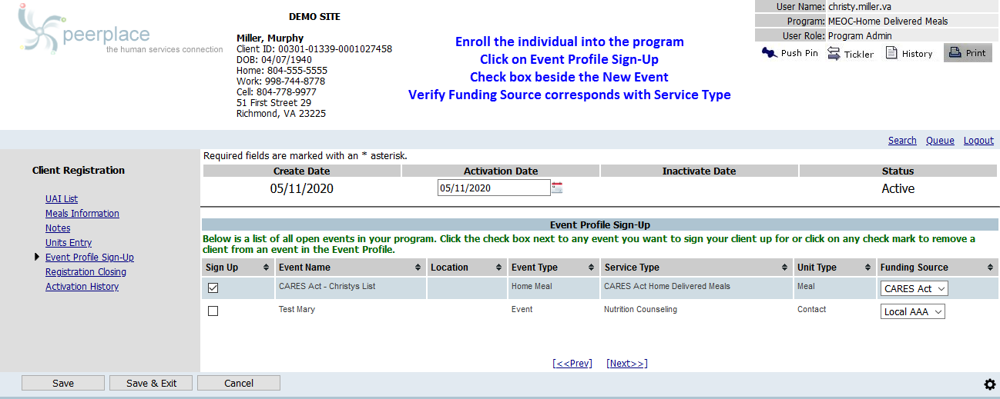 peerplace
the human services connection
DEMO SITE
Miller, Murphy
Client ID: 00301-01339-0001027458
DOB: 04/07/1940
Home: 804-555-5555
Work: 998-744-8778
Cell: 804-778-9977
51 First Street 29
Richmond, VA 23225
Enroll the individual into the program
Click on Event Profile Sign-Up
Check box beside the New Event
Verify Funding Source corresponds with Service Type
User Name: christy.miller.va
Program: MEOC-Home Delivered Meals
User Role: Program Admin
Push Pin Tickler History Print
Search Queue Logout
Client Registration
UAI List
Meals Information
Notes
Units Entry
Event Profile Sign-Up
Registration Closing
Activation History
Required fields are marked with an * asterisk.
Create Date Activation Date Inactivate Date Status
05/11/2020 05/11/2020 Active
Event Profile Sign-Up
Below is a list of all open events in your program. Click the check box next to any event you want to sign your client up for or click on any check mark to remove a
client from an event in the Event Profile.
Sign Up Event Name Location Event Type Service Type Unit Type Funding Source
CARES Act - Christys List Home Meal CARES Act Home Delivered Meals Meal CARES Act
Test Mary Event Nutrition Counseling Contact Local AAA
[<<Prev] [Next>>]
Save Save & Exit Cancel